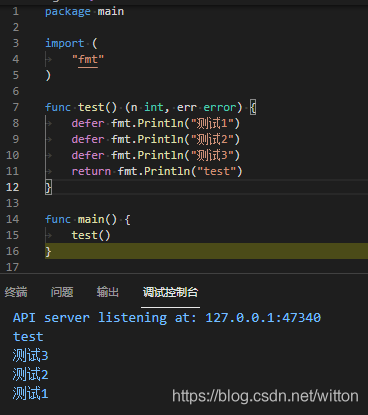 1 package main
2
3 import (
4 "fmt"
5 )
6
7 func test() (n int, err error) {
8 defer fmt.Println("测试1")
9 defer fmt.Println("测试2")
10 defer fmt.Println("测试3")
11 return fmt.Println("test")
12 }
13
14 func main() {
15 test()
16 }
17
终端 问题 输出 调试控制台
API server listening at: 127.0.0.1:47340
test
测试3
测试2
测试1
https://blog.csdn.net/witton